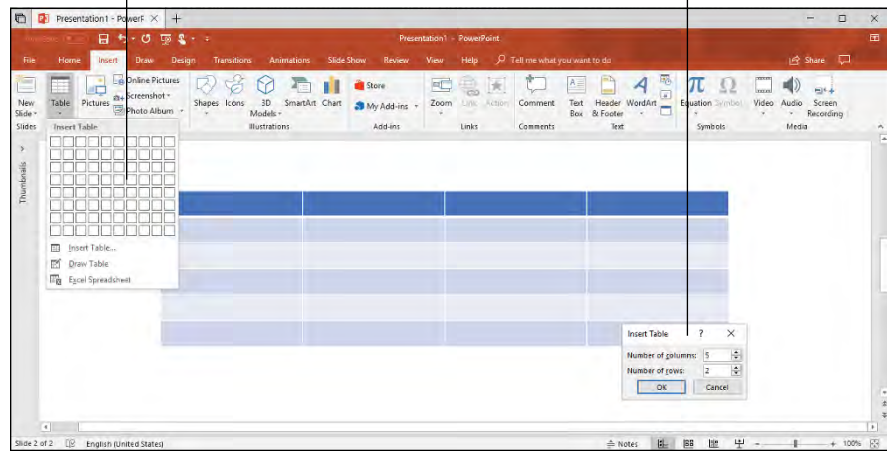 Presentation1 - PowerF
Presentation1 - PowerPoint
File Home Insert Draw Design Transitions Animations Slide Show Review View Help Tell me what you want to do Share
New Slide
Table
Pictures
Online Pictures
Screenshot
Photo Album
Shapes
Icons
3D Models
SmartArt
Chart
Store
My Add-ins
Zoom
Link
Action
Comment
Text Box
Header & Footer
WordArt
Equation
Symbol
Video
Audio
Screen Recording
Slides Illustrations Add-ins Links Comments Text Symbols Media
Insert Table
Insert Table...
Draw Table
Excel Spreadsheet
Thumbnails
Insert Table ?
Number of columns: 5
Number of rows: 2
OK Cancel
Slide 2 of 2 English (United States) Notes 100%